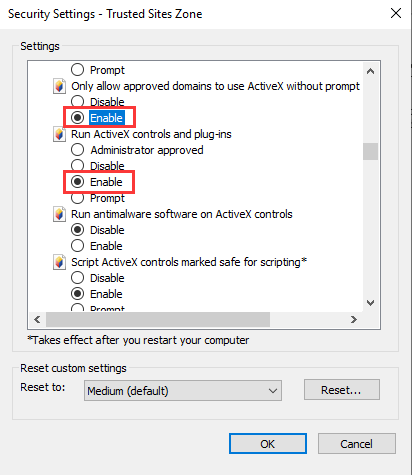 Security Settings - Trusted Sites Zone
Settings
Prompt
Only allow approved domains to use ActiveX without prompt
Disable
Enable
Run ActiveX controls and plug-ins
Administrator approved
Disable
Enable
Prompt
Run antimalware software on ActiveX controls
Disable
Enable
Script ActiveX controls marked safe for scripting*
Disable
Enable
Prompt
*Takes effect after you restart your computer
Reset custom settings
Reset to: Medium (default) Reset...
OK Cancel